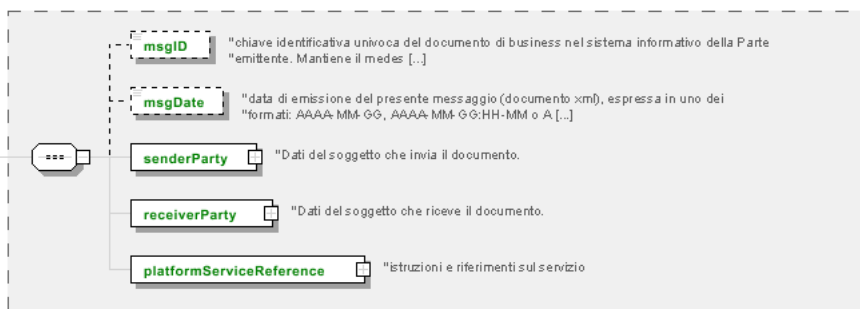 msgID
"chiave identificativa univoca del documento di business nel sistema informativo della Parte
"emittente. Mantiene il medes [...]
msgDate
"data di emissione del presente messaggio (documento xml), espressa in uno dei
"formati: AAAA-MM-GG, AAAA-MM-GG:HH-MM o A [...]
senderParty
"Dati del soggetto che invia il documento.
receiverParty
"Dati del soggetto che riceve il documento.
platformServiceReference
"istruzioni e riferimenti sul servizio